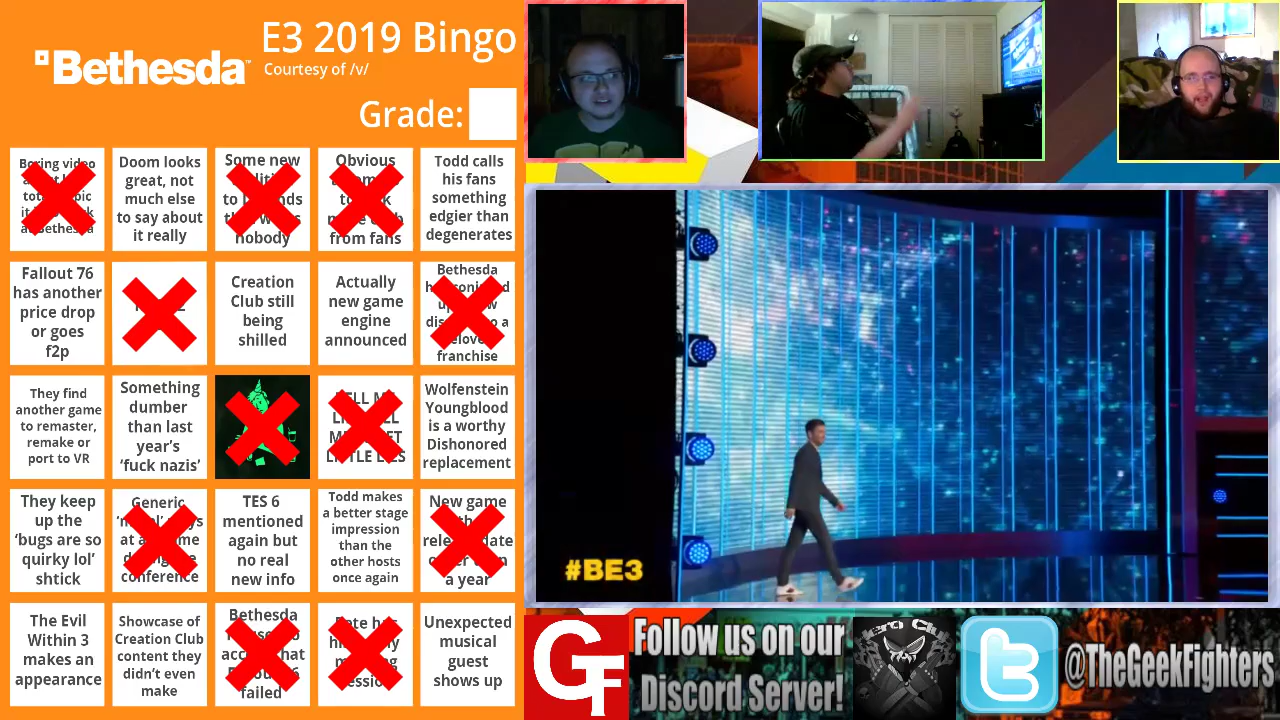 E3 2019 Bingo
Bethesda
Courtesy of /v/
Grade:
Boring video
Doom looks
great, not
much else
to say about
it really
Some new
nobody
Obvious
from fans
Todd calls
his fans
something
edgier than
degenerates
Fallout 76
has another
price drop
or goes
f2p
Creation
Club still
being
shilled
Actually
new game
engine
announced
Bethesda
franchise
They find
another game
to remaster,
remake or
port to VR
Something
dumber
than last
year's
'fuck nazis'
Wolfenstein
Youngblood
is a worthy
Dishonored
replacement
They keep
up the
'bugs are so
quirky lol'
shtick
Generic
conference
TES 6
mentioned
again but
no real
new info
Todd makes
a better stage
impression
than the
other hosts
once again
New game
a year
The Evil
Within 3
makes an
appearance
Showcase of
Creation Club
content they
didn't even
make
Bethesda
failed
Unexpected
musical
guest
shows up
#BE3
GF
Follow us on our
Discord Server!
@TheGeekFighters